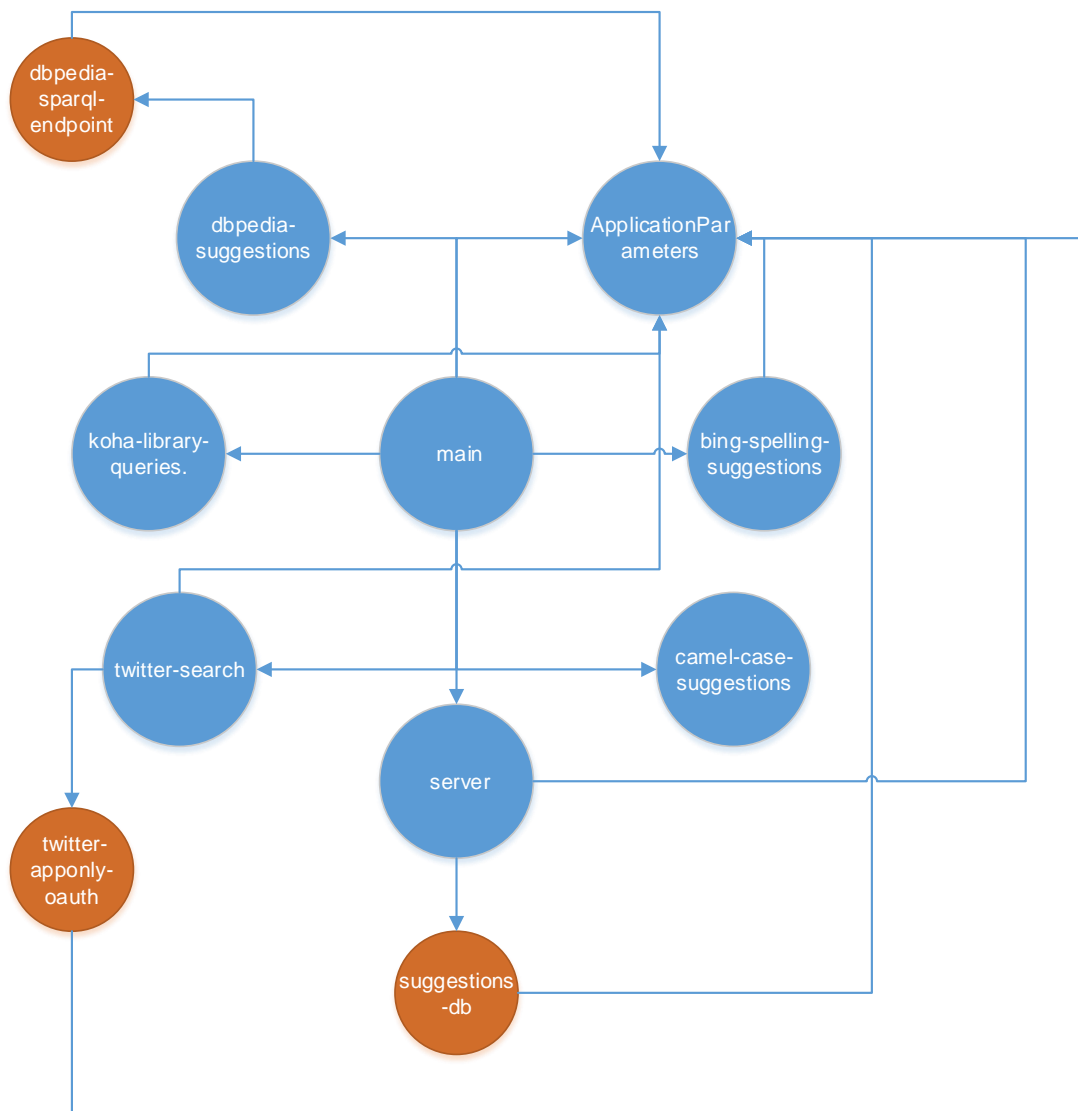 dbpedia-
sparql-
endpoint
dbpedia-
suggestions
ApplicationPar
ameters
koha-library-
queries.
main
bing-spelling-
suggestions
twitter-search
camel-case-
suggestions
server
twitter-
apponly-
oauth
suggestions
-db